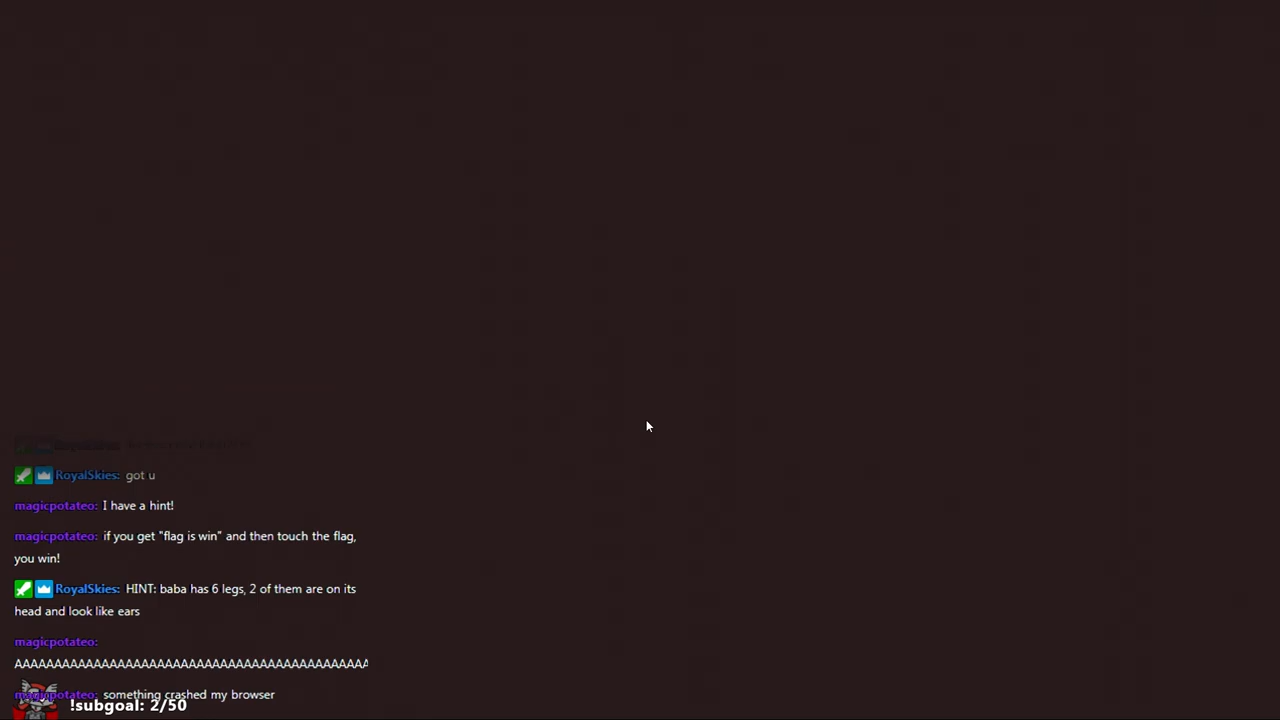 RoyalSkies: got u
magicpotateo: I have a hint!
magicpotateo: if you get "flag is win" and then touch the flag,
you win!
RoyalSkies: HINT: baba has 6 legs, 2 of them are on its
head and look like ears
magicpotateo:
AAAAAAAAAAAAAAAAAAAAAAAAAAAAAAAAAAAAAAAAAAAAA
magicpotateo: something crashed my browser
!subgoal: 2/50